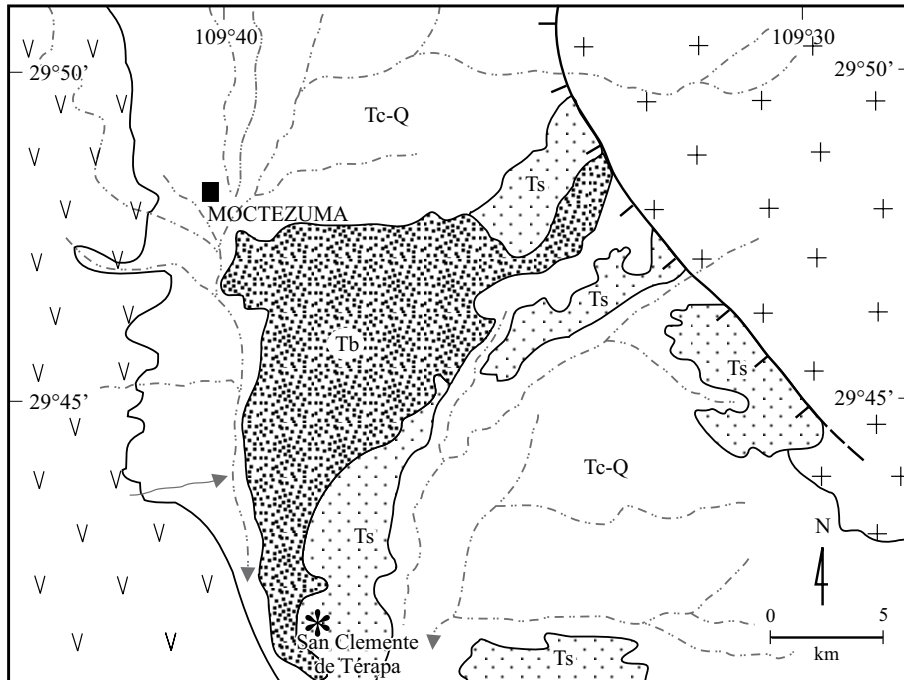 109°40'
109°30'
29°50'
29°50'
Tc-Q
Ts
MOCTEZUMA
Ts
Tb
Ts
29°45'
29°45'
Tc-Q
Ts
N
0
5
km
San Clemente
de Térapa
Ts